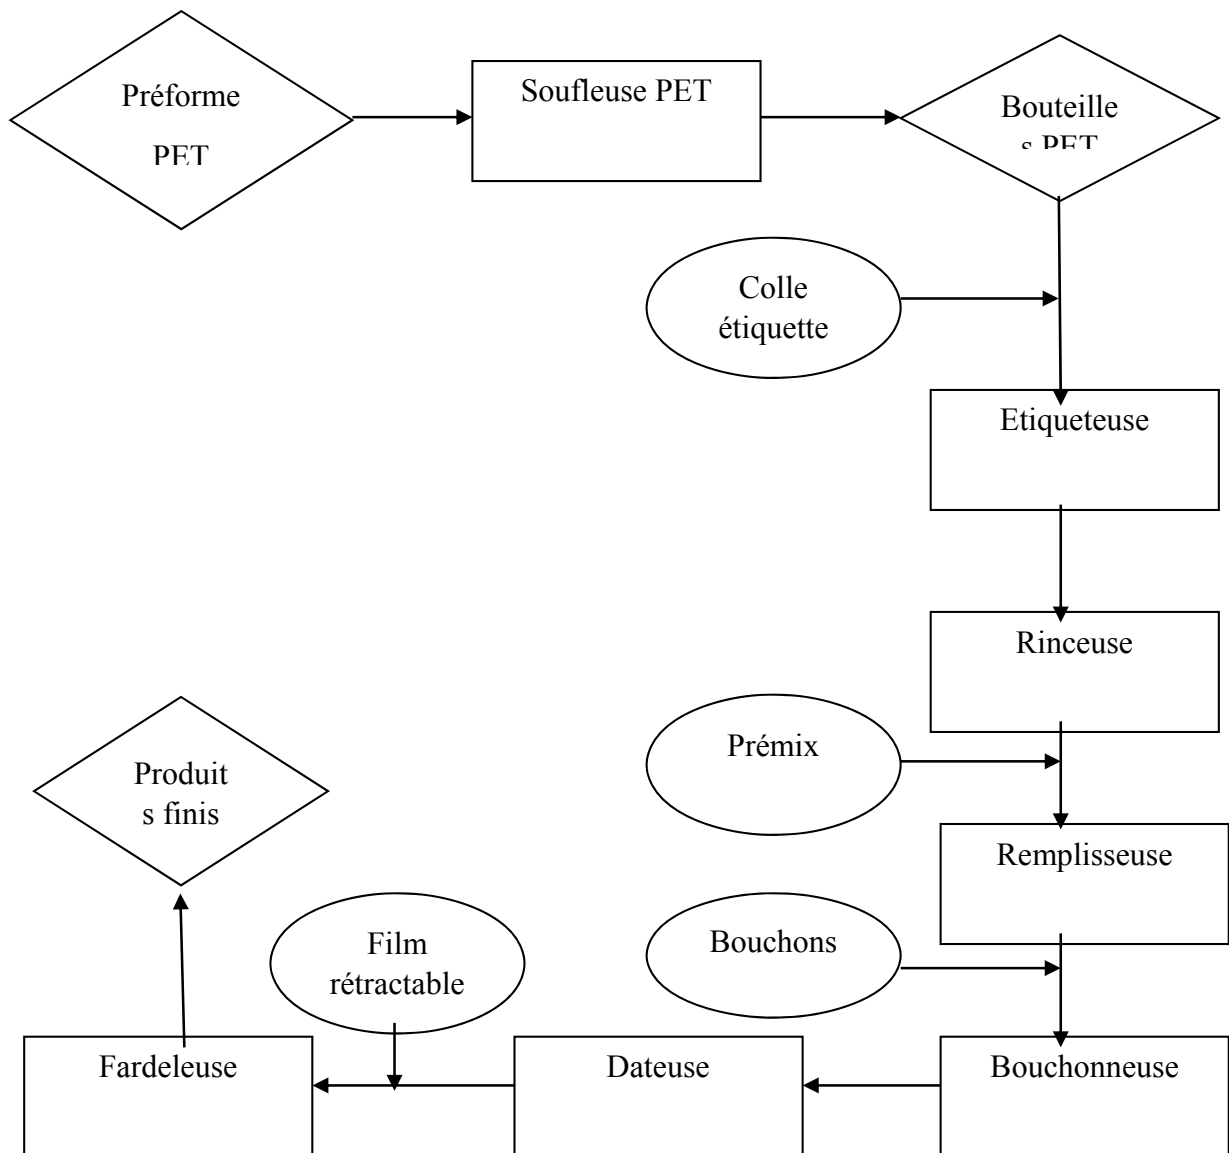 Préforme
PET
Soufleuse PET
Bouteille
s PET
Colle
étiquette
Etiqueteuse
Rinceuse
Prémix
Remplisseuse
Bouchons
Bouchonneuse
Dateuse
Film
rétractable
Fardeleuse
Produit
s finis